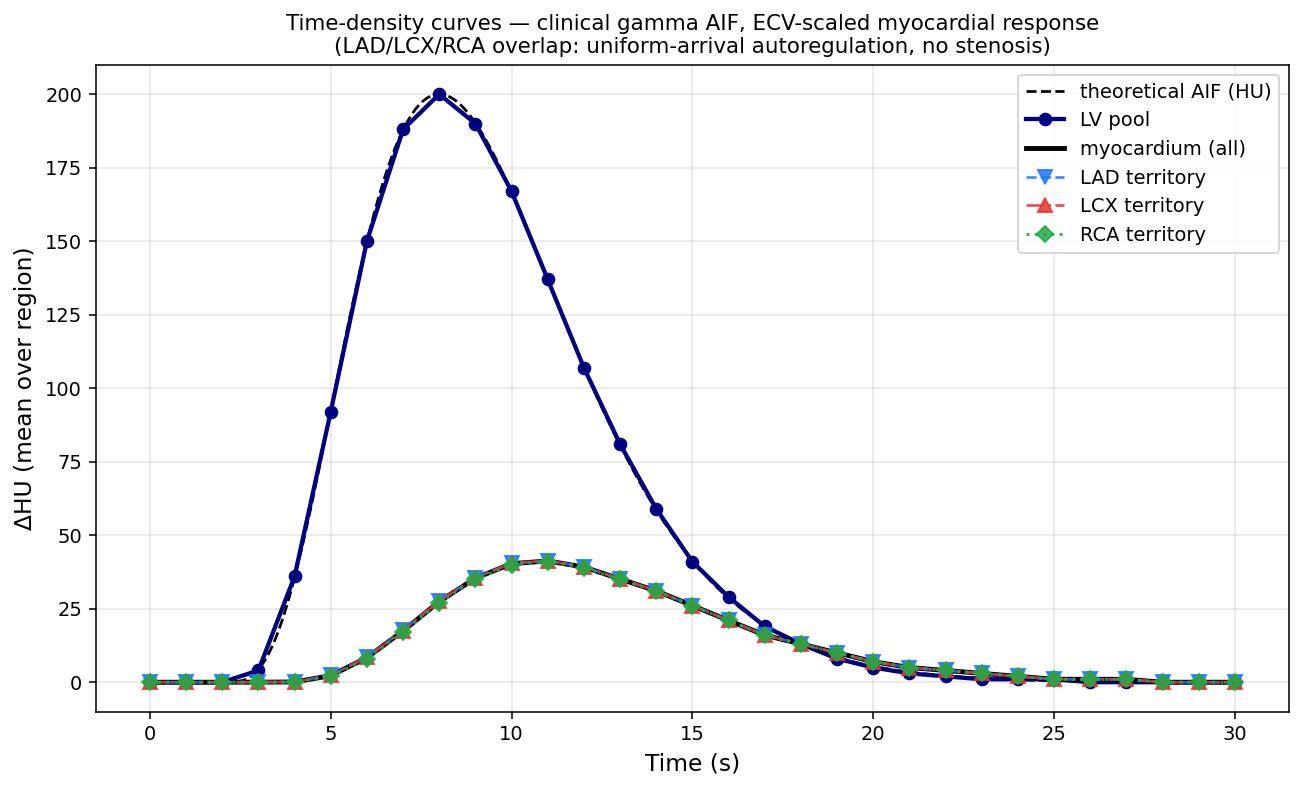 Time-density curves — clinical gamma AIF, ECV-scaled myocardial response
(LAD/LCX/RCA overlap: uniform-arrival autoregulation, no stenosis)
theoretical AIF (HU)
LV pool
myocardium (all)
LAD territory
LCX territory
RCA territory
ΔHU (mean over region)
200
175
150
125
100
75
50
25
0
0 5 10 15 20 25 30
Time (s)